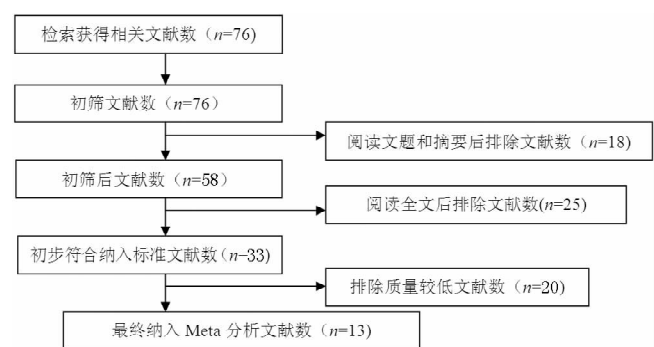 检索获得相关文献数（n=76）
初筛文献数（n=76）
阅读文题和摘要后排除文献数（n=18）
初筛后文献数（n=58）
阅读全文后排除文献数(n=25)
初步符合纳入标准文献数（n=33）
排除质量较低文献数（n=20）
最终纳入 Meta 分析文献数（n=13）